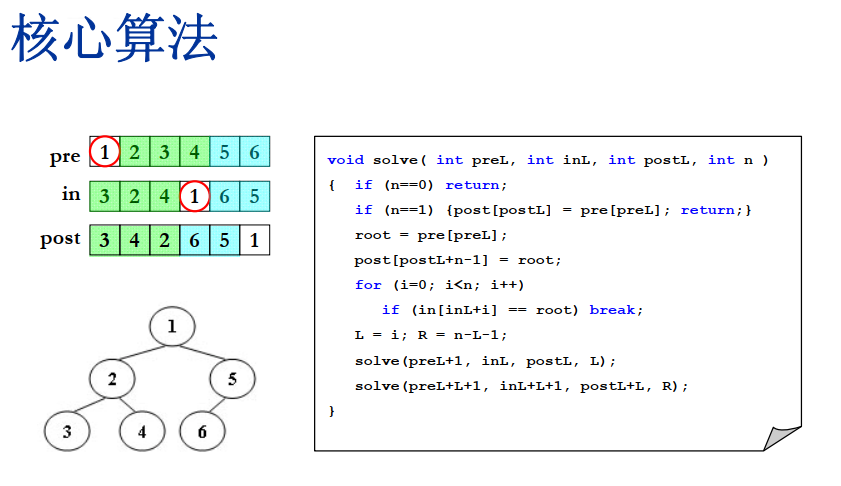 核心算法
pre 1 2 3 4 5 6
in 3 2 4 1 6 5
post 3 4 2 6 5 1
1
2 5
3 4 6
void solve( int preL, int inL, int postL, int n )
{ if (n==0) return;
if (n==1) {post[postL] = pre[preL]; return;}
root = pre[preL];
post[postL+n-1] = root;
for (i=0; i<n; i++)
if (in[inL+i] == root) break;
L = i; R = n-L-1;
solve(preL+1, inL, postL, L);
solve(preL+L+1, inL+L+1, postL+L, R);
}